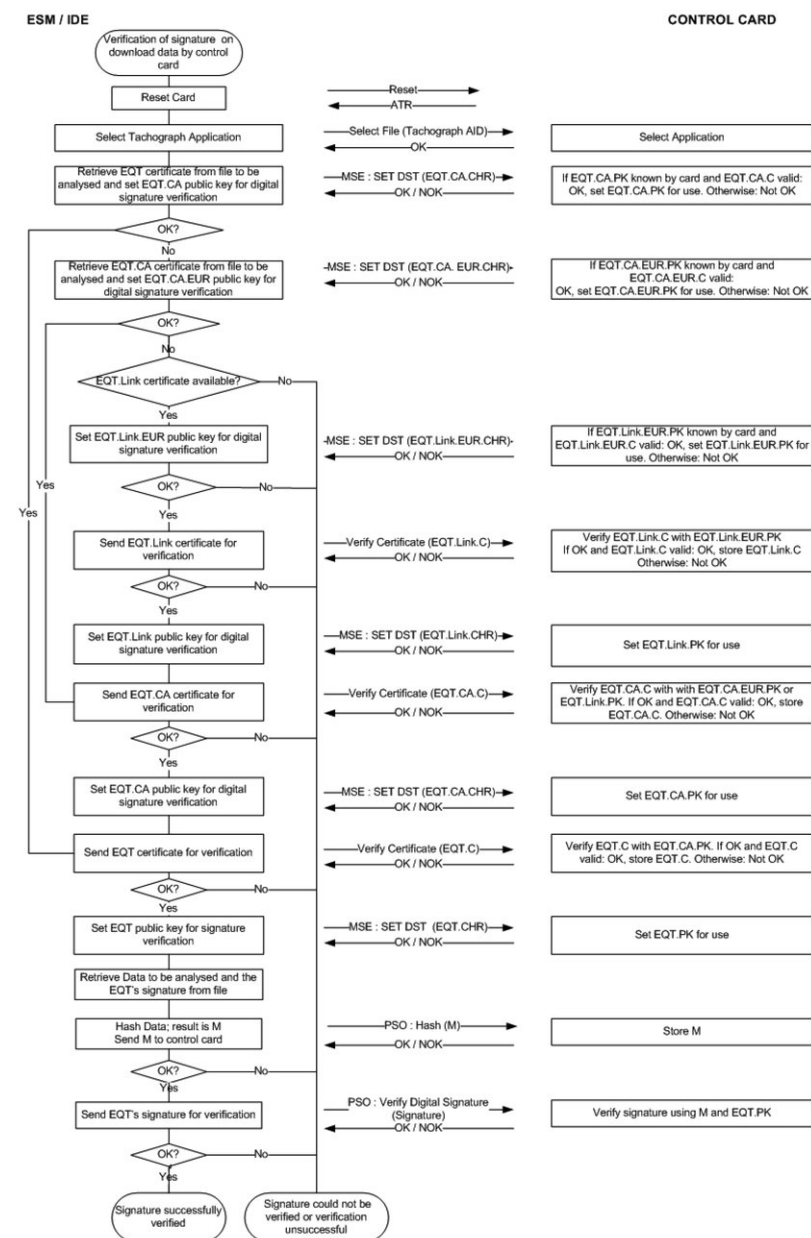 ESM / IDE
CONTROL CARD
Verification of signature on
download data by control
card
Reset Card
Reset
ATR
Select Tachograph Application
Select File (Tachograph AID)
OK
Select Application
Retrieve EQT certificate from file to be
analysed and set EQT.CA public key for digital
signature verification
MSE : SET DST (EQT.CA.CHR)
OK / NOK
If EQT.CA.PK known by card and EQT.CA.C valid:
OK, set EQT.CA.PK for use. Otherwise: Not OK
OK?
No
Retrieve EQT.CA certificate from file to be
analysed and set EQT.CA.EUR public key for
digital signature verification
MSE : SET DST (EQT.CA. EUR.CHR)
OK / NOK
If EQT.CA.EUR.PK known by card and
EQT.CA.EUR.C valid:
OK, set EQT.CA.EUR.PK for use. Otherwise: Not OK
OK?
No
EQT.Link certificate available?
No
Yes
Set EQT.Link.EUR public key for digital
signature verification
MSE : SET DST (EQT.Link.EUR.CHR)
OK / NOK
If EQT.Link.EUR.PK known by card and
EQT.Link.EUR.C valid: OK, set EQT.Link.EUR.PK for
use. Otherwise: Not OK
OK?
No
Yes
Yes
Yes
Send EQT.Link certificate for
verification
Verify Certificate (EQT.Link.C)
OK / NOK
Verify EQT.Link.C with EQT.Link.EUR.PK
If OK and EQT.Link.C valid: OK, store EQT.Link.C
Otherwise: Not OK
OK?
No
Yes
Set EQT.Link public key for digital
signature verification
MSE : SET DST (EQT.Link.CHR)
OK / NOK
Set EQT.Link.PK for use
Send EQT.CA certificate for
verification
Verify Certificate (EQT.CA.C)
OK / NOK
Verify EQT.CA.C with with EQT.CA.EUR.PK or
EQT.Link.PK. If OK and EQT.CA.C valid: OK, store
EQT.CA.C. Otherwise: Not OK
OK?
No
Yes
Set EQT.CA public key for digital
signature verification
MSE : SET DST (EQT.CA.CHR)
OK / NOK
Set EQT.CA.PK for use
Send EQT certificate for verification
Verify Certificate (EQT.C)
OK / NOK
Verify EQT.C with EQT.CA.PK. If OK and EQT.C
valid: OK, store EQT.C. Otherwise: Not OK
OK?
No
Yes
Set EQT public key for signature
verification
MSE : SET DST (EQT.CHR)
OK / NOK
Set EQT.PK for use
Retrieve Data to be analysed and the
EQT's signature from file
Hash Data; result is M
Send M to control card
PSO : Hash (M)
OK / NOK
Store M
OK?
No
Yes
Send EQT's signature for verification
PSO : Verify Digital Signature
(Signature)
OK / NOK
Verify signature using M and EQT.PK
OK?
No
Yes
Signature successfully
verified
Signature could not be
verified or verification
unsuccessful